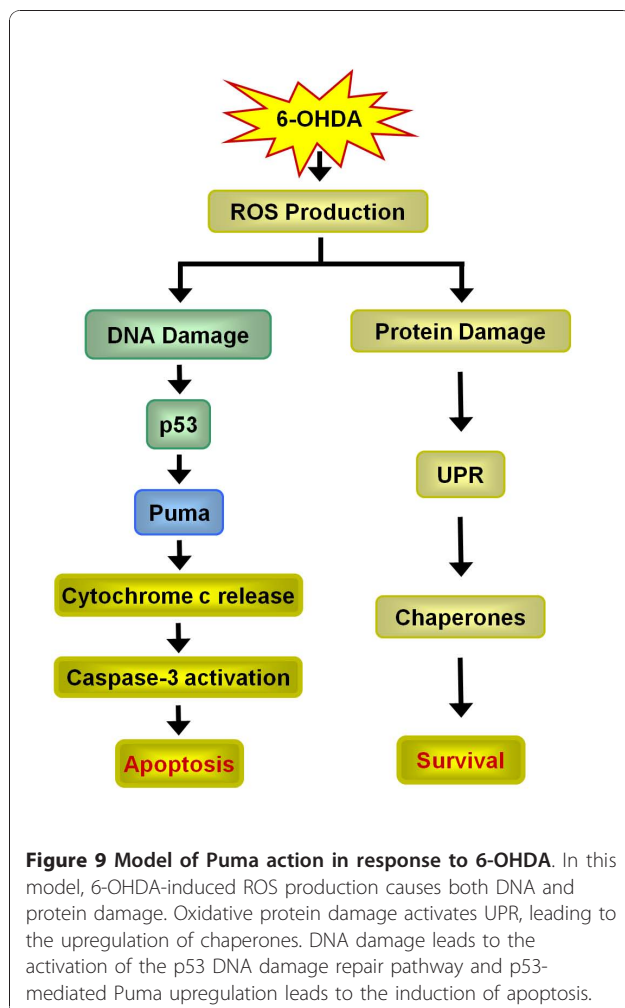 6-OHDA
ROS Production
DNA Damage
Protein Damage
p53
UPR
Puma
Cytochrome c release
Chaperones
Caspase-3 activation
Apoptosis
Survival
Figure 9 Model of Puma action in response to 6-OHDA. In this
model, 6-OHDA-induced ROS production causes both DNA and
protein damage. Oxidative protein damage activates UPR, leading to
the upregulation of chaperones. DNA damage leads to the
activation of the p53 DNA damage repair pathway and p53-
mediated Puma upregulation leads to the induction of apoptosis.